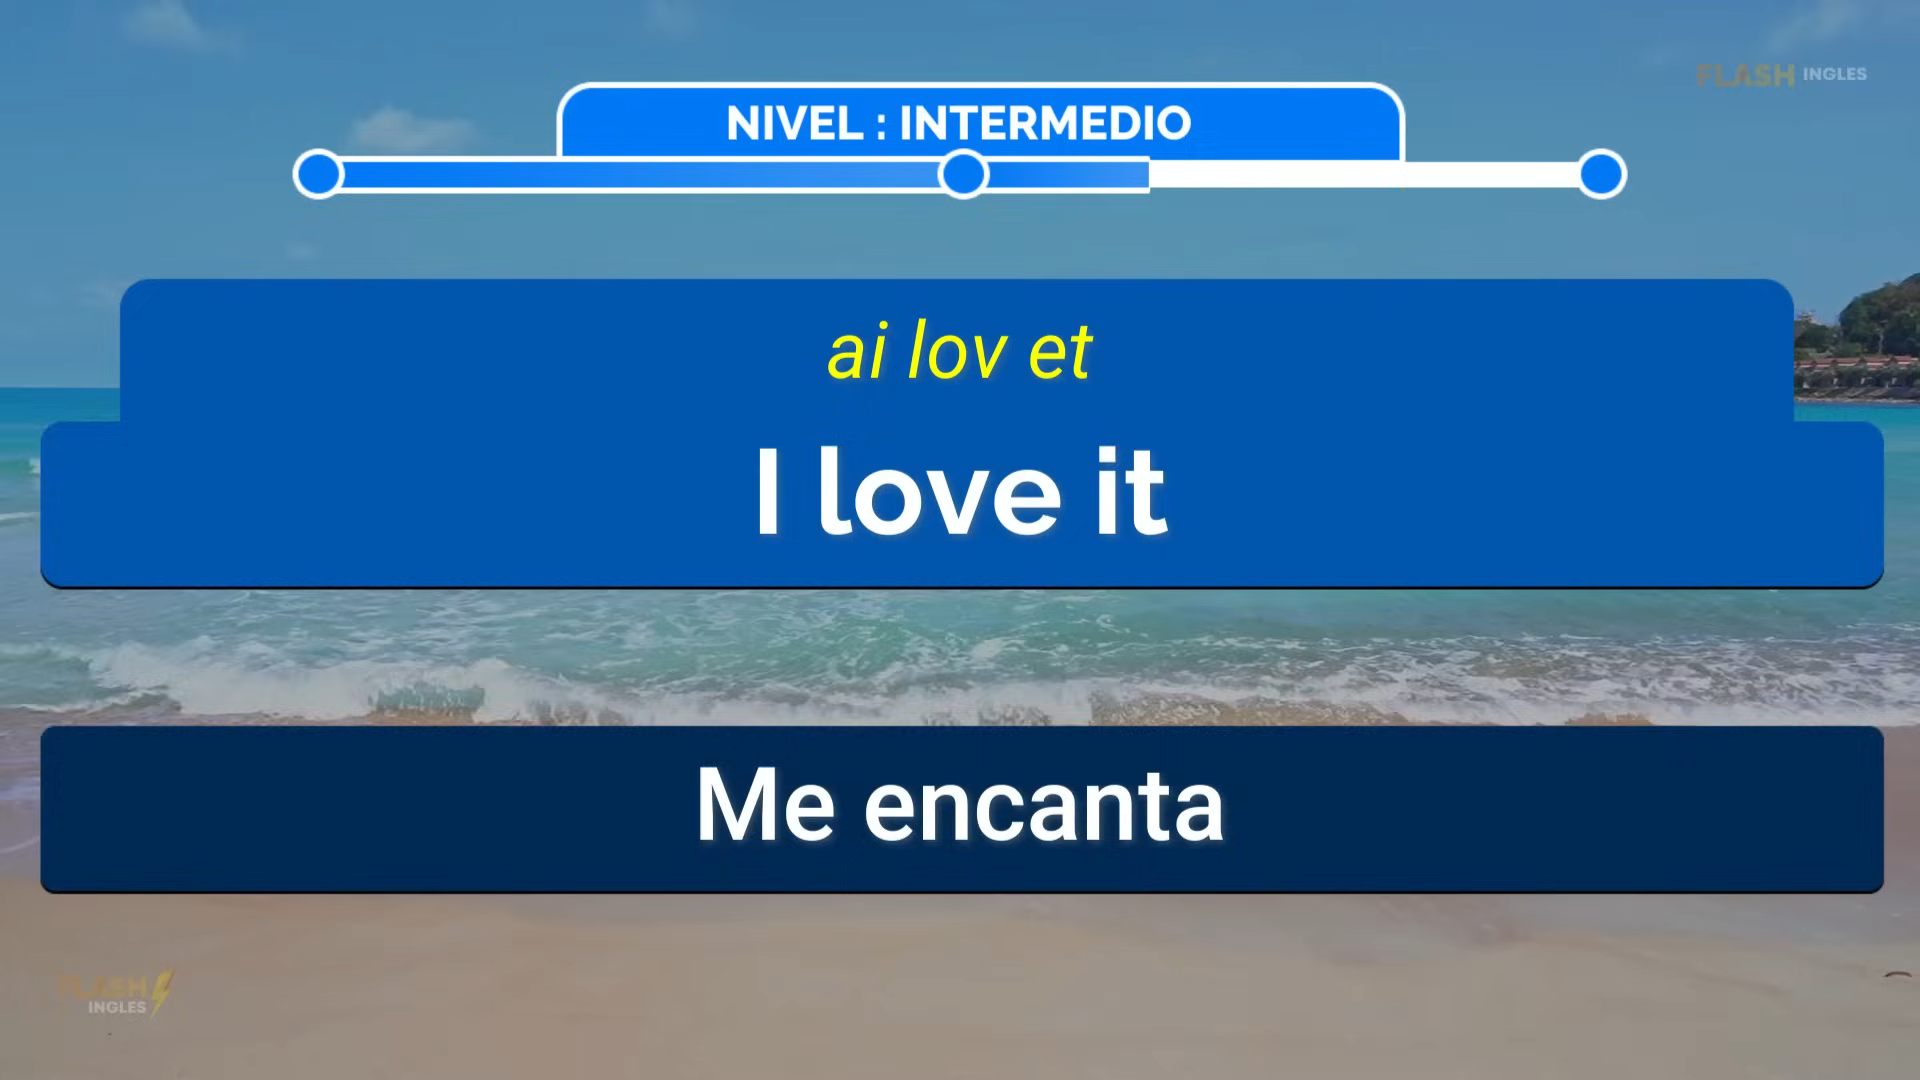 FLASH INGLES
NIVEL : INTERMEDIO
ai lov et
I love it
Me encanta
FLASH
INGLES